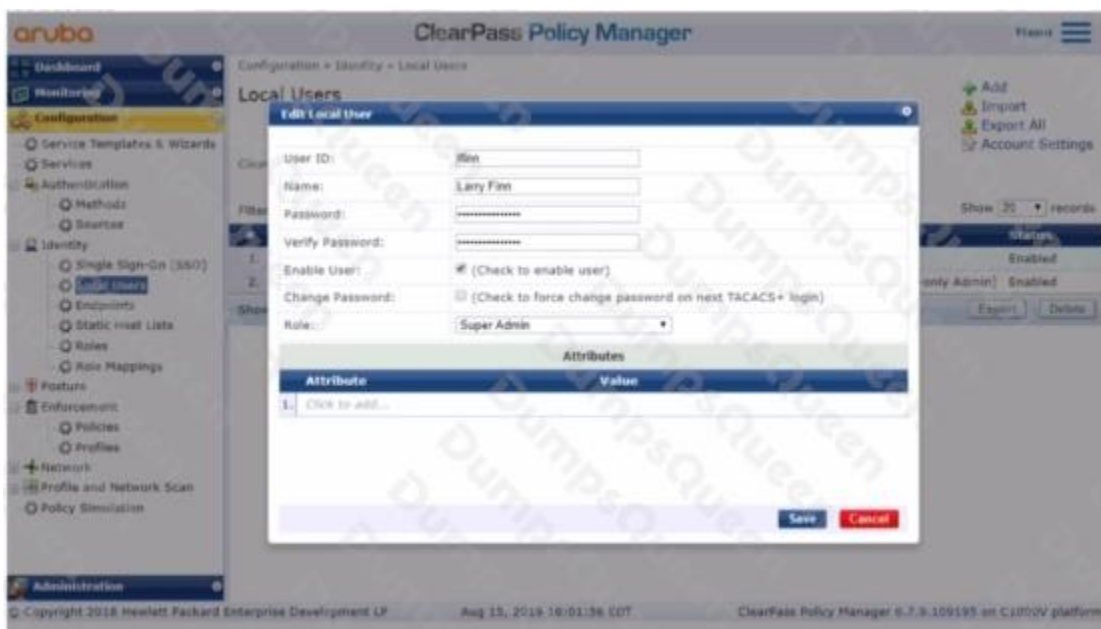 aruba
ClearPass Policy Manager
Menu
Dashboard
Monitoring
Configuration
Service Templates & Wizards
Services
Authentication
Methods
Sources
Identity
Single Sign-On (SSO)
Local Users
Endpoints
Static Host Lists
Roles
Role Mappings
Posture
Enforcement
Policies
Profiles
Network
Profile and Network Scan
Policy Simulation
Administration
Configuration » Identity » Local Users
Local Users
Add
Import
Export All
Account Settings
Filter
Show 20 records
Status
1. Enabled
2. only Admin] Enabled
Export Delete
Edit Local User
User ID: lfinn
Name: Larry Finn
Password: ••••••••••••••••
Verify Password: ••••••••••••••••
Enable User: (Check to enable user)
Change Password: (Check to force change password on next TACACS+ login)
Role: Super Admin
Attributes
Attribute Value
1. Click to add...
Save Cancel
© Copyright 2018 Hewlett Packard Enterprise Development LP Aug 15, 2019 16:01:56 CDT ClearPass Policy Manager 6.7.9.109195 on C1000V platform
DumpsQueen